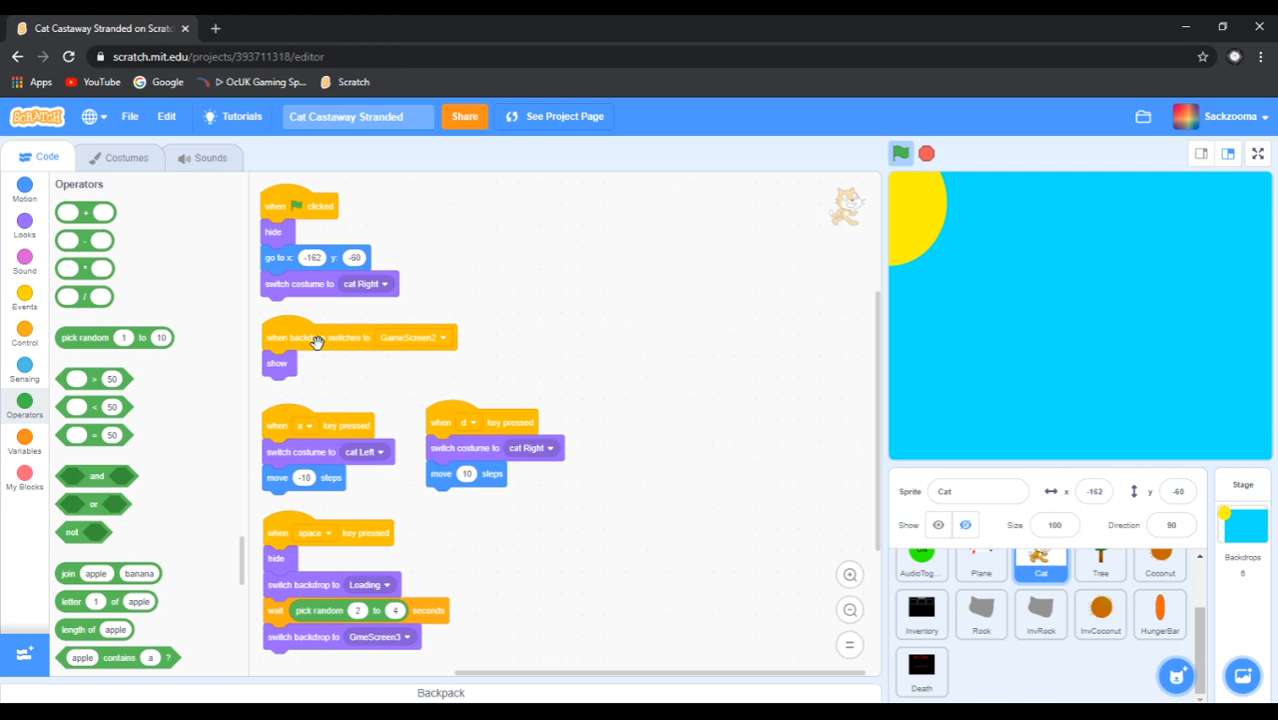 Cat Castaway Stranded on Scratc
scratch.mit.edu/projects/393711318/editor
Apps YouTube Google ▷ OcUK Gaming Sp... Scratch
SCRATCH File Edit Tutorials Cat Castaway Stranded Share See Project Page Sackzooma
Code Costumes Sounds
Motion
Looks
Sound
Events
Control
Sensing
Operators
Variables
My Blocks
Operators
+
-
*
/
pick random 1 to 10
> 50
< 50
= 50
and
or
not
join apple banana
letter 1 of apple
length of apple
apple contains a ?
when clicked
hide
go to x: -162 y: -60
switch costume to cat Right
when backdrop switches to GameScreen2
show
when a key pressed
switch costume to cat Left
move -10 steps
when d key pressed
switch costume to cat Right
move 10 steps
when space key pressed
hide
switch backdrop to Loading
wait pick random 2 to 4 seconds
switch backdrop to GmeScreen3
Backpack
Sprite Cat x -162 y -60
Show Size 100 Direction 90
AudioTog... Plane Cat Tree Coconut
Inventory Rock InvRock InvCoconut HungerBar
Death
Stage
Backdrops
6